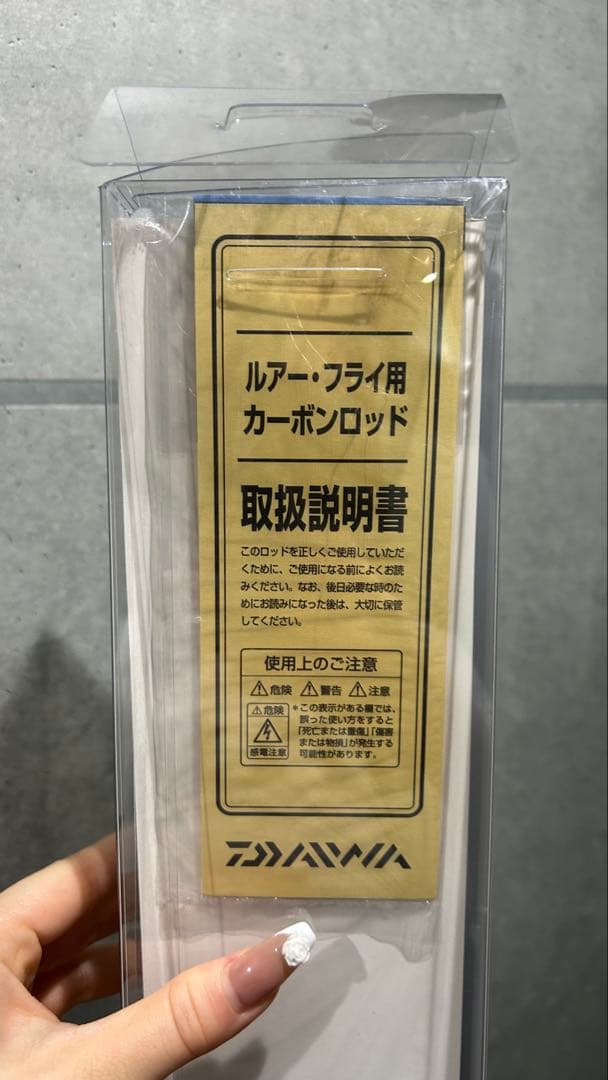 ルアー・フライ用
カーボンロッド
取扱説明書
このロッドを正しくご使用していただ
くために、ご使用になる前によくお読
みください。なお、後日必要な時のた
めにお読みになった後は、大切に保管
してください。
使用上のご注意
⚠危険 ⚠警告 ⚠注意
⚠危険
感電注意
*この表示がある欄では、
誤った使い方をすると
「死亡または重傷」「傷害
または物損」が発生する
可能性があります。
DAIWA